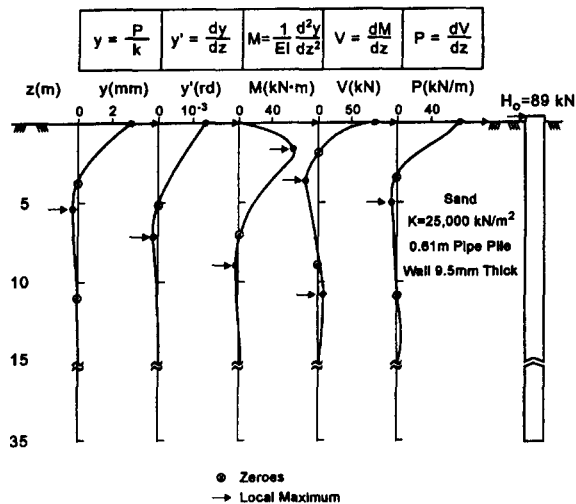 y = P/k
y' = dy/dz
M= 1/EI d²y/dz²
V = dM/dz
P = dV/dz
z(m) y(mm) y'(rd) M(kN·m) V(kN) P(kN/m)
0 2 0 10⁻³ 0 40 0 50 0 40
H₀=89 kN
5
Sand
K=25,000 kN/m²
0.61m Pipe Pile
Wall 9.5mm Thick
10
15
35
Zeroes
Local Maximum